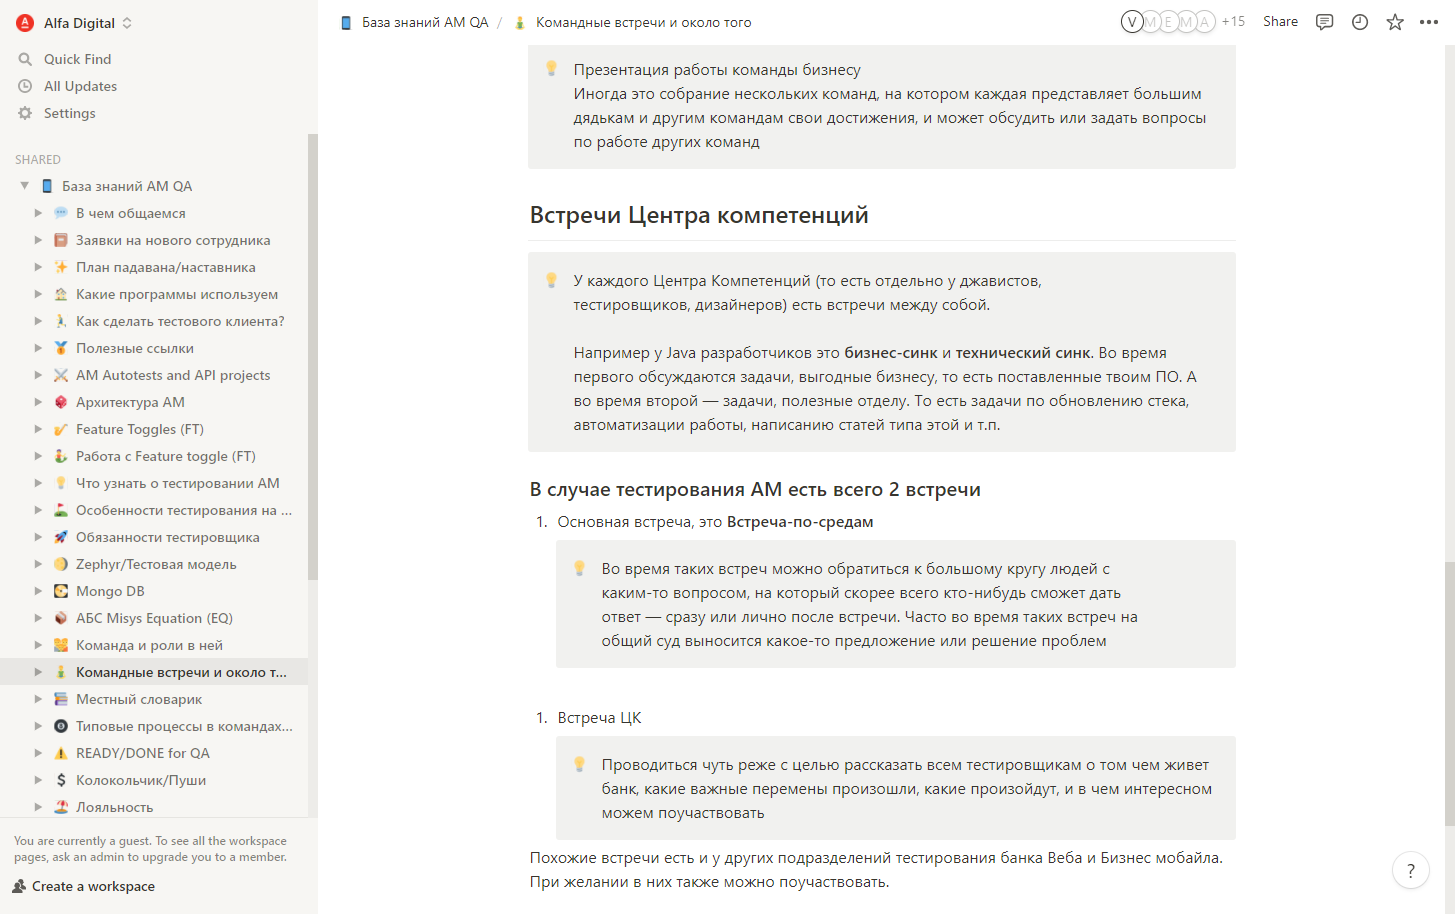 Alfa Digital
Quick Find
All Updates
Settings
SHARED
База знаний AM QA
В чем общаемся
Заявки на нового сотрудника
План падавана/наставника
Какие программы используем
Как сделать тестового клиента?
Полезные ссылки
AM Autotests and API projects
Архитектура AM
Feature Toggles (FT)
Работа с Feature toggle (FT)
Что узнать о тестировании АМ
Особенности тестирования на ...
Обязанности тестировщика
Zephyr/Тестовая модель
Mongo DB
АБС Misys Equation (EQ)
Команда и роли в ней
Командные встречи и около т...
Местный словарик
Типовые процессы в командах...
READY/DONE for QA
Колокольчик/Пуши
Лояльность
You are currently a guest. To see all the workspace
pages, ask an admin to upgrade you to a member.
Create a workspace
База знаний AM QA / Командные встречи и около того
V M E M A +15 Share
Презентация работы команды бизнесу
Иногда это собрание нескольких команд, на котором каждая представляет большим
дядькам и другим командам свои достижения, и может обсудить или задать вопросы
по работе других команд
Встречи Центра компетенций
У каждого Центра Компетенций (то есть отдельно у джавистов,
тестировщиков, дизайнеров) есть встречи между собой.
Например у Java разработчиков это бизнес-синк и технический синк. Во время
первого обсуждаются задачи, выгодные бизнесу, то есть поставленные твоим ПО. А
во время второй — задачи, полезные отделу. То есть задачи по обновлению стека,
автоматизации работы, написанию статей типа этой и т.п.
В случае тестирования АМ есть всего 2 встречи
1. Основная встреча, это Встреча-по-средам
Во время таких встреч можно обратиться к большому кругу людей с
каким-то вопросом, на который скорее всего кто-нибудь сможет дать
ответ — сразу или лично после встречи. Часто во время таких встреч на
общий суд выносится какое-то предложение или решение проблем
1. Встреча ЦК
Проводиться чуть реже с целью рассказать всем тестировщикам о том чем живет
банк, какие важные перемены произошли, какие произойдут, и в чем интересном
можем поучаствовать
Похожие встречи есть и у других подразделений тестирования банка Веба и Бизнес мобайла.
При желании в них также можно поучаствовать.
?